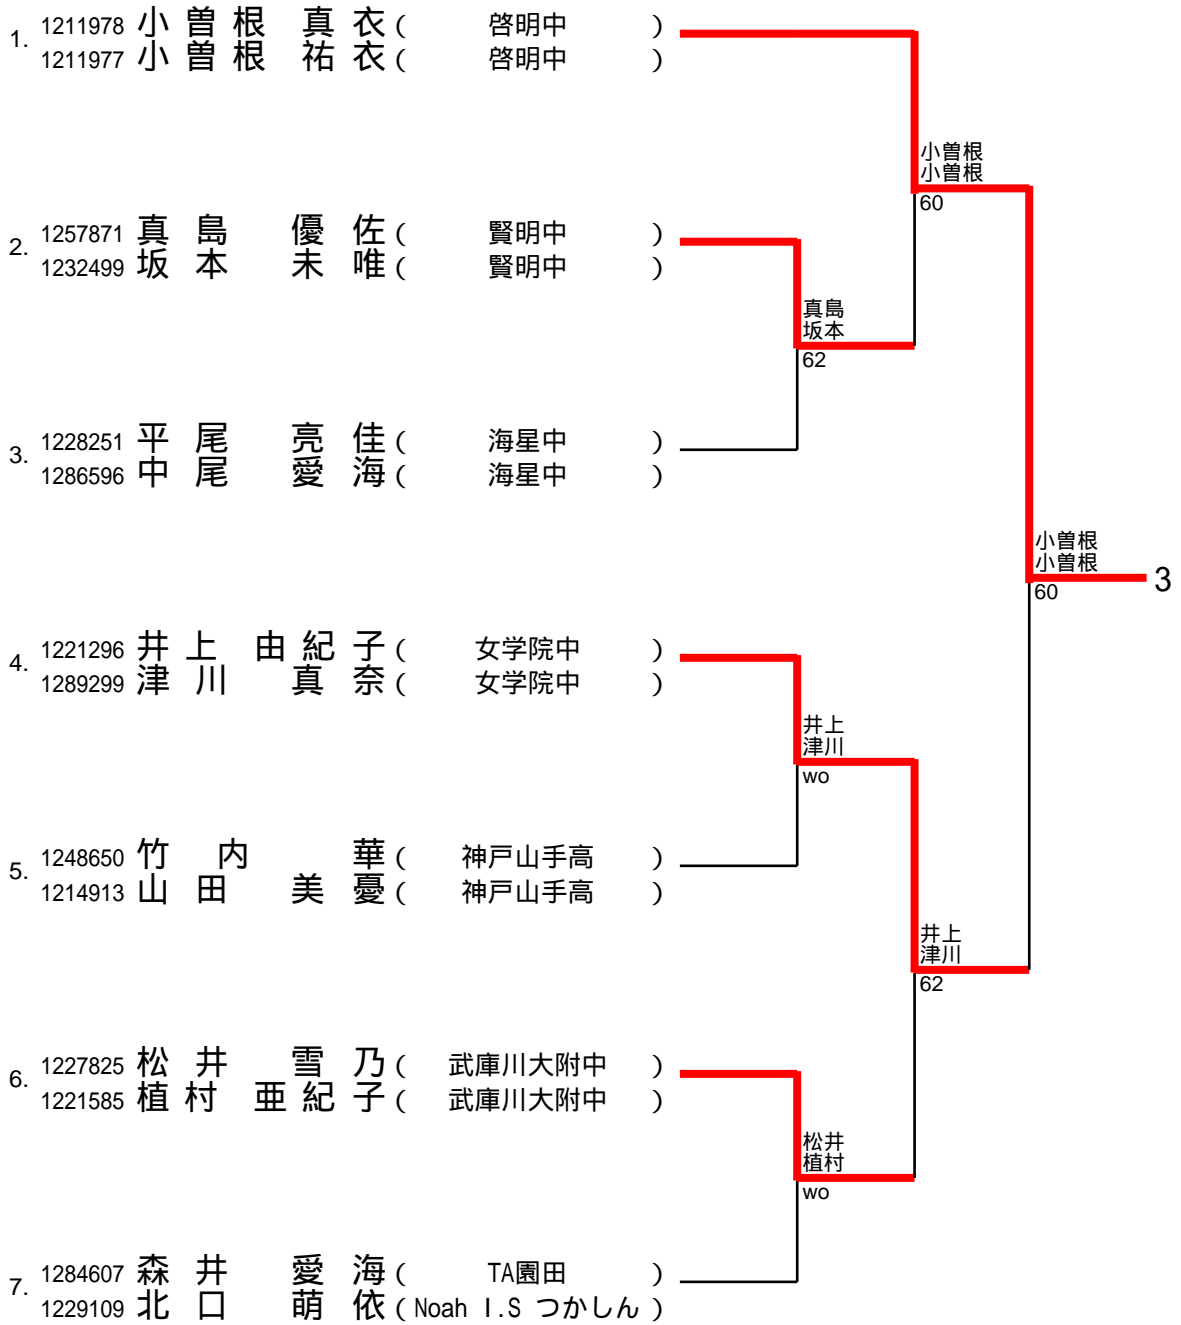 1. 1211978 小曽根 真衣 ( 啓明中 )
1211977 小曽根 祐衣 ( 啓明中 )
小曽根
小曽根
60
2. 1257871 真島 優佐 ( 賢明中 )
1232499 坂本 未唯 ( 賢明中 )
真島
坂本
62
3. 1228251 平尾 亮佳 ( 海星中 )
1286596 中尾 愛海 ( 海星中 )
小曽根
小曽根
60
3
4. 1221296 井上 由紀子 ( 女学院中 )
1289299 津川 真奈 ( 女学院中 )
井上
津川
wo
5. 1248650 竹内 華 ( 神戸山手高 )
1214913 山田 美憂 ( 神戸山手高 )
井上
津川
62
6. 1227825 松井 雪乃 ( 武庫川大附中 )
1221585 植村 亜紀子 ( 武庫川大附中 )
松井
植村
wo
7. 1284607 森井 愛海 ( TA園田 )
1229109 北口 萌依 ( Noah I.S つかしん )